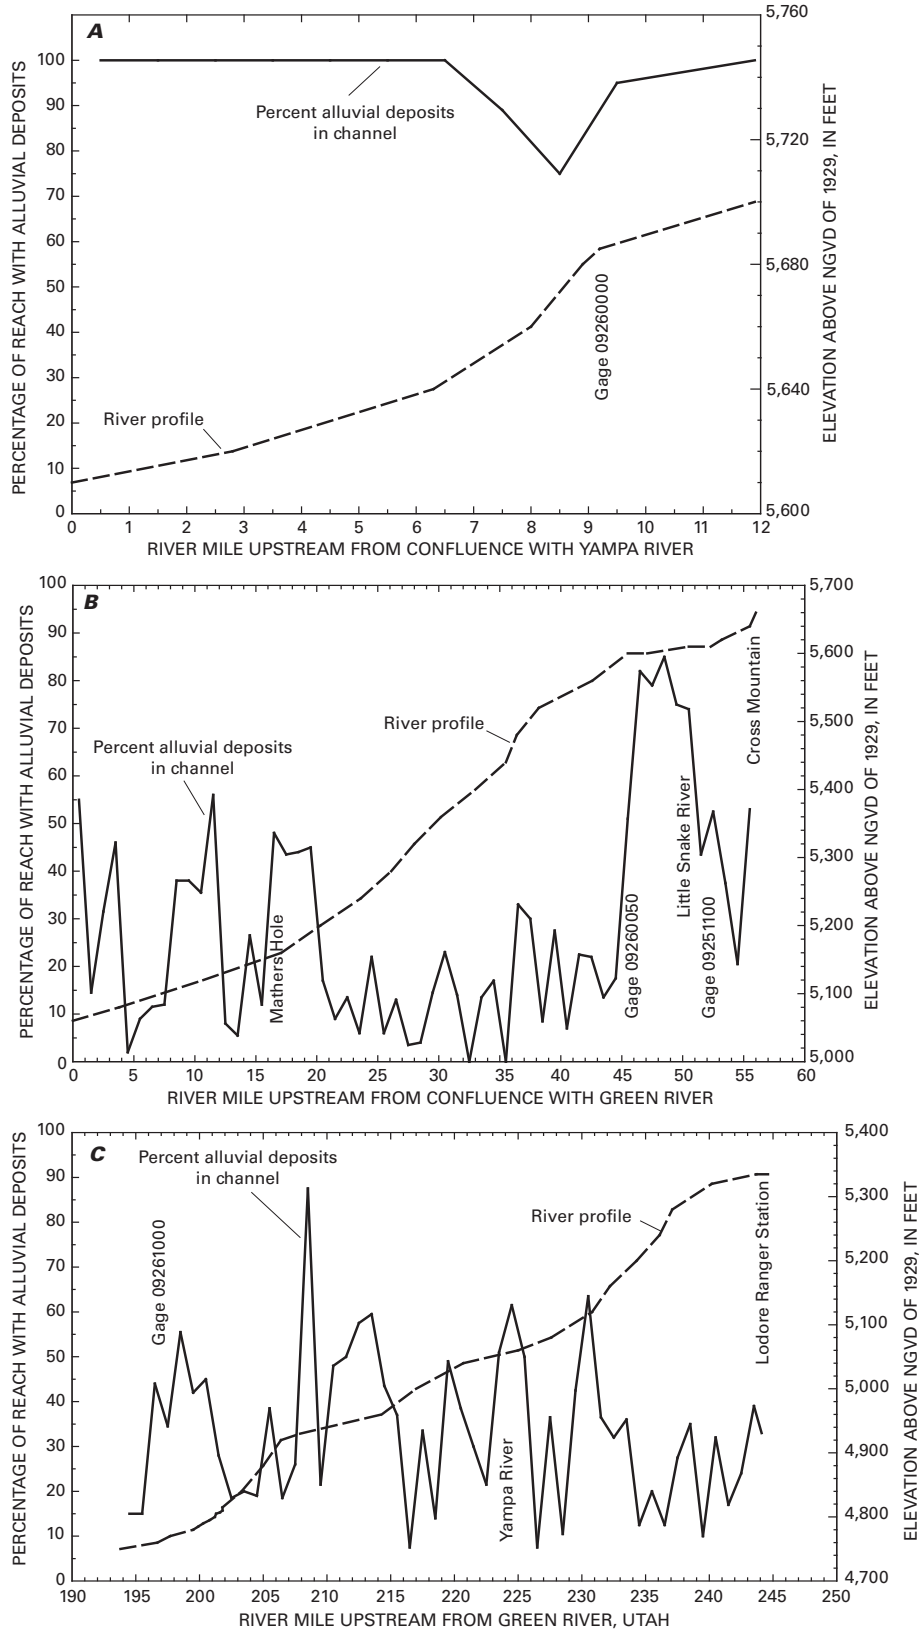 A
PERCENTAGE OF REACH WITH ALLUVIAL DEPOSITS
100
90
80
70
60
50
40
30
20
10
0
5,760
5,720
5,680
5,640
5,600
ELEVATION ABOVE NGVD OF 1929, IN FEET
Percent alluvial deposits
in channel
River profile
Gage 09260000
0 1 2 3 4 5 6 7 8 9 10 11 12
RIVER MILE UPSTREAM FROM CONFLUENCE WITH YAMPA RIVER
B
PERCENTAGE OF REACH WITH ALLUVIAL DEPOSITS
100
90
80
70
60
50
40
30
20
10
0
5,700
5,600
5,500
5,400
5,300
5,200
5,100
5,000
ELEVATION ABOVE NGVD OF 1929, IN FEET
Percent alluvial deposits
in channel
River profile
Mathers Hole
Gage 09260050
Little Snake River
Gage 09251100
Cross Mountain
0 5 10 15 20 25 30 35 40 45 50 55 60
RIVER MILE UPSTREAM FROM CONFLUENCE WITH GREEN RIVER
C
PERCENTAGE OF REACH WITH ALLUVIAL DEPOSITS
100
90
80
70
60
50
40
30
20
10
0
5,400
5,300
5,200
5,100
5,000
4,900
4,800
4,700
ELEVATION ABOVE NGVD OF 1929, IN FEET
Percent alluvial deposits
in channel
River profile
Gage 09261000
Yampa River
Lodore Ranger Station
190 195 200 205 209 215 220 225 230 235 240 245 250
RIVER MILE UPSTREAM FROM GREEN RIVER, UTAH